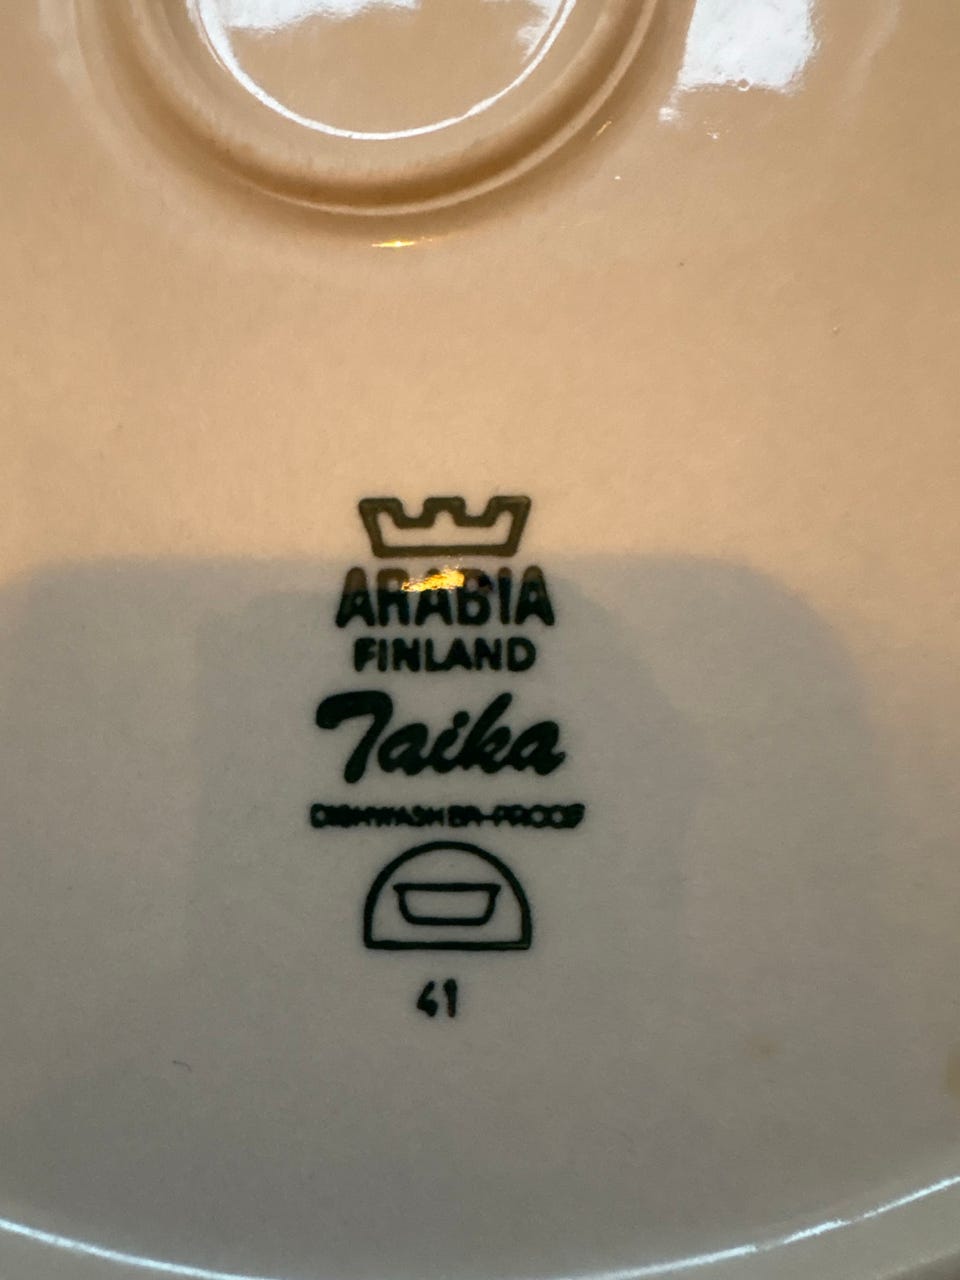 ARABIA
FINLAND
Taika
DISHWASHER-PROOF
41